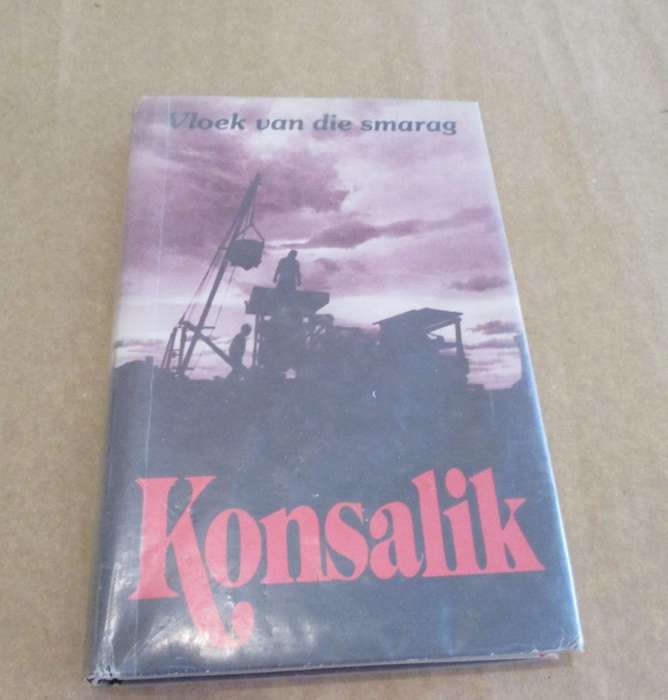 Vloek van die smarag
Konsalik